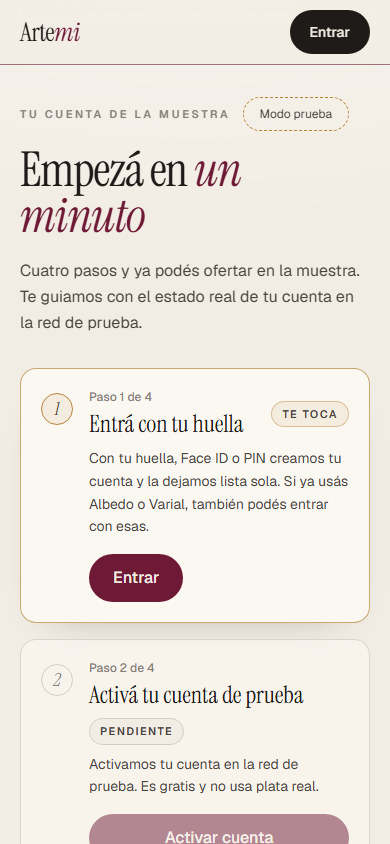 Artemi
Entrar
TU CUENTA DE LA MUESTRA
Modo prueba
Empezá en un
minuto
Cuatro pasos y ya podés ofertar en la muestra.
Te guiamos con el estado real de tu cuenta en
la red de prueba.
1
Paso 1 de 4
Entrá con tu huella
TE TOCA
Con tu huella, Face ID o PIN creamos tu
cuenta y la dejamos lista sola. Si ya usás
Albedo o Varial, también podés entrar
con esas.
Entrar
2
Paso 2 de 4
Activá tu cuenta de prueba
PENDIENTE
Activamos tu cuenta en la red de
prueba. Es gratis y no usa plata real.
Activar cuenta